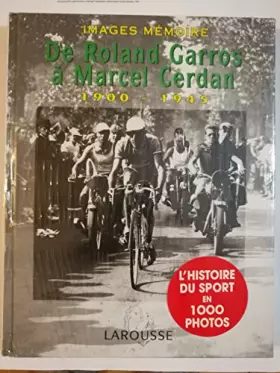 IMAGES MÉMOIRE
De Roland Garros
à Marcel Cerdan
1900 - 1945
L'HISTOIRE
DU SPORT
EN
1000
PHOTOS
LAROUSSE